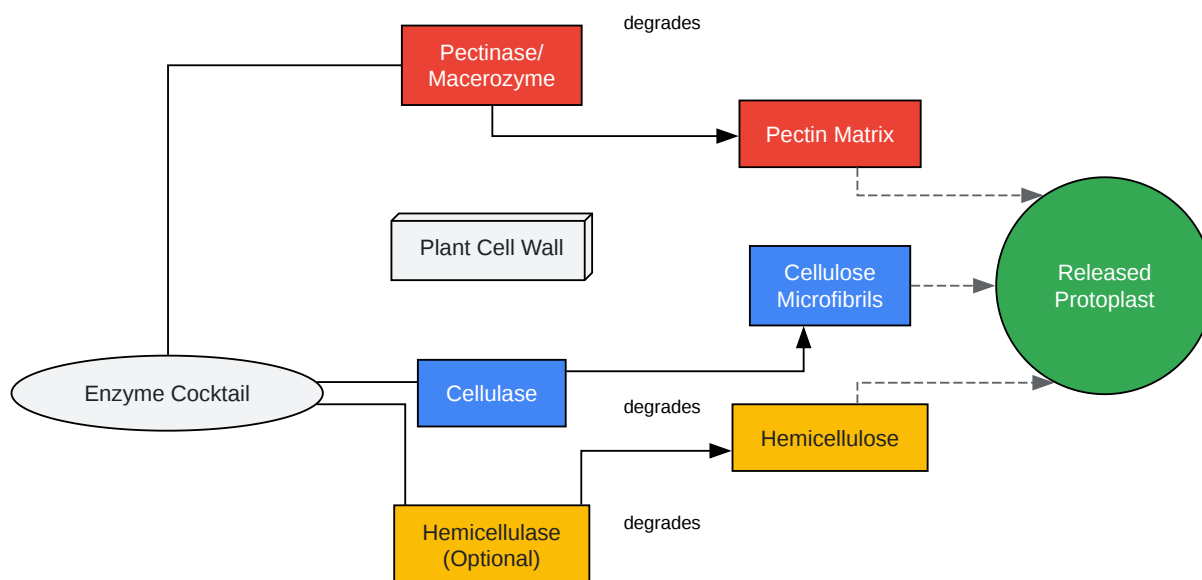 degrades
Pectinase/
Macerozyme
Pectin Matrix
Plant Cell Wall
Cellulose
Microfibrils
Released
Protoplast
Enzyme Cocktail
Cellulase
degrades
Hemicellulose
Hemicellulase
(Optional)
degrades